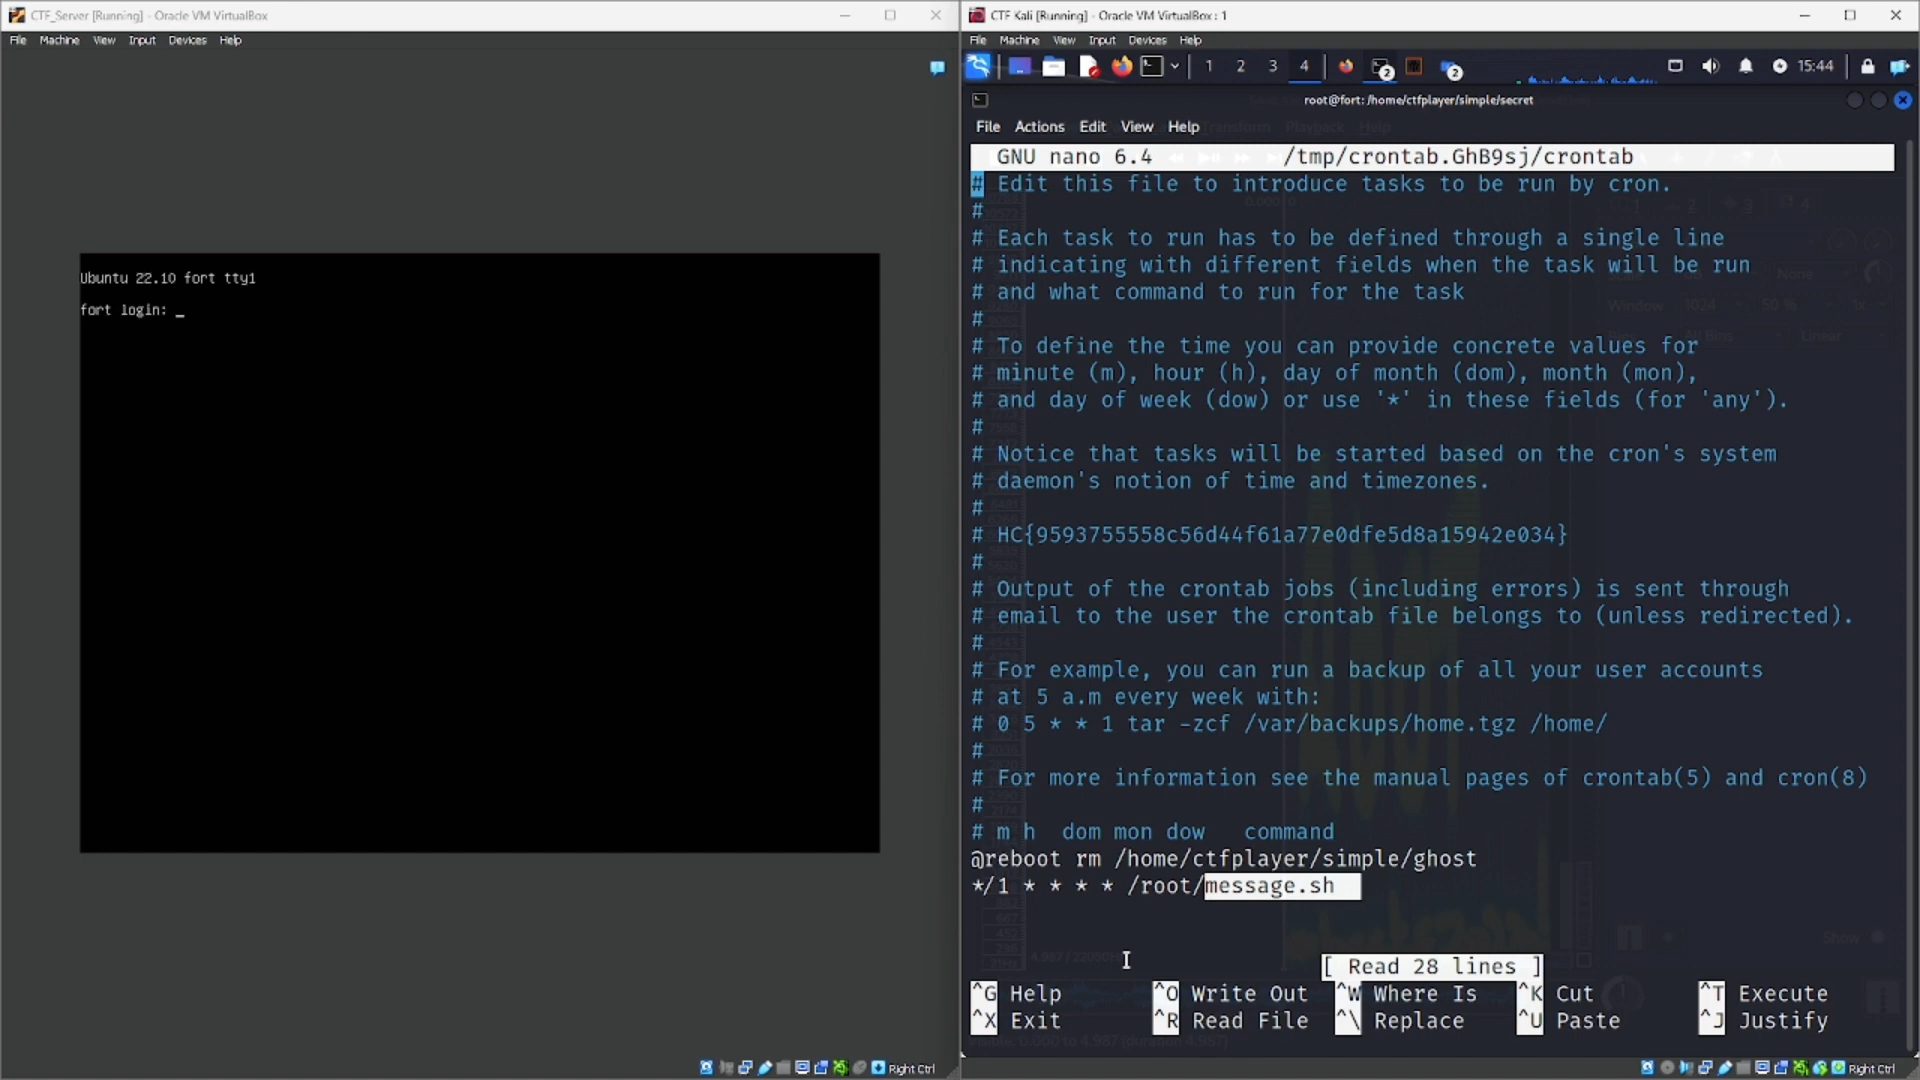 CTF_Server [Running] - Oracle VM VirtualBox
File Machine View Input Devices Help
Ubuntu 22.10 fort tty1
fort login: _
Right Ctrl
CTF Kali [Running] - Oracle VM VirtualBox : 1
File Machine View Input Devices Help
1 2 3 4 2 2 15:44
root@fort: /home/ctfplayer/simple/secret
File Actions Edit View Help
GNU nano 6.4 /tmp/crontab.GhB9sj/crontab
# Edit this file to introduce tasks to be run by cron.
#
# Each task to run has to be defined through a single line
# indicating with different fields when the task will be run
# and what command to run for the task
#
# To define the time you can provide concrete values for
# minute (m), hour (h), day of month (dom), month (mon),
# and day of week (dow) or use '*' in these fields (for 'any').
#
# Notice that tasks will be started based on the cron's system
# daemon's notion of time and timezones.
#
# HC{9593755558c56d44f61a77e0dfe5d8a15942e034}
#
# Output of the crontab jobs (including errors) is sent through
# email to the user the crontab file belongs to (unless redirected).
#
# For example, you can run a backup of all your user accounts
# at 5 a.m every week with:
# 0 5 * * 1 tar -zcf /var/backups/home.tgz /home/
#
# For more information see the manual pages of crontab(5) and cron(8)
#
# m h  dom mon dow   command
@reboot rm /home/ctfplayer/simple/ghost
*/1 * * * * /root/message.sh
[ Read 28 lines ]
^G Help ^O Write Out ^W Where Is ^K Cut ^T Execute
^X Exit ^R Read File ^\ Replace ^U Paste ^J Justify
Right Ctrl